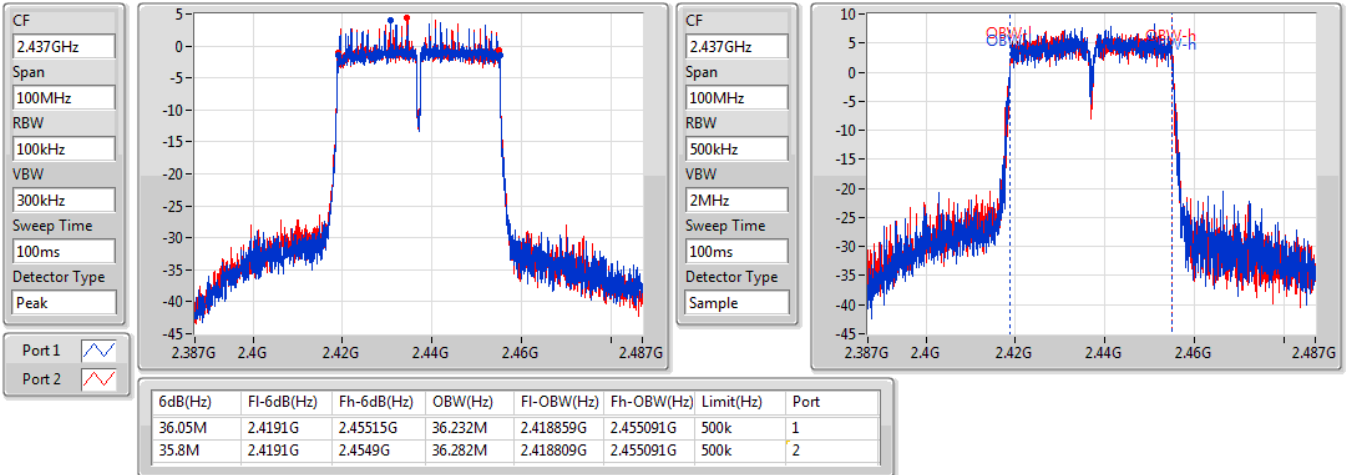 CF
2.437GHz
Span
100MHz
RBW
100kHz
VBW
300kHz
Sweep Time
100ms
Detector Type
Peak
Port 1
Port 2
5
0
-5
-10
-15
-20
-25
-30
-35
-40
-45
2.387G 2.4G 2.42G 2.44G 2.46G 2.487G
CF
2.437GHz
Span
100MHz
RBW
500kHz
VBW
2MHz
Sweep Time
100ms
Detector Type
Sample
10
5
0
-5
-10
-15
-20
-25
-30
-35
-40
-45
OBW-l OBW-h
OBW-l OBW-h
2.387G 2.4G 2.42G 2.44G 2.46G 2.487G
6dB(Hz) Fl-6dB(Hz) Fh-6dB(Hz) OBW(Hz) Fl-OBW(Hz) Fh-OBW(Hz) Limit(Hz) Port
36.05M 2.4191G 2.45515G 36.232M 2.418859G 2.455091G 500k 1
35.8M 2.4191G 2.4549G 36.282M 2.418809G 2.455091G 500k 2